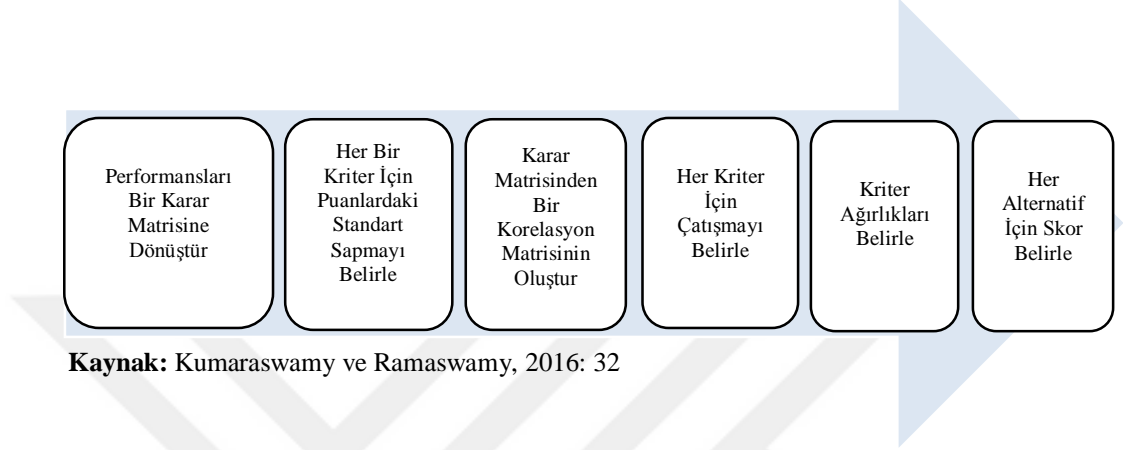 Performansları
Bir Karar
Matrisine
Dönüştür
Her Bir
Kriter İçin
Puanlardaki
Standart
Sapmayı
Belirle
Karar
Matrisinden
Bir
Korelasyon
Matrisinin
Oluştur
Her Kriter
İçin
Çatışmayı
Belirle
Kriter
Ağırlıkları
Belirle
Her
Alternatif
İçin Skor
Belirle
Kaynak: Kumaraswamy ve Ramaswamy, 2016: 32